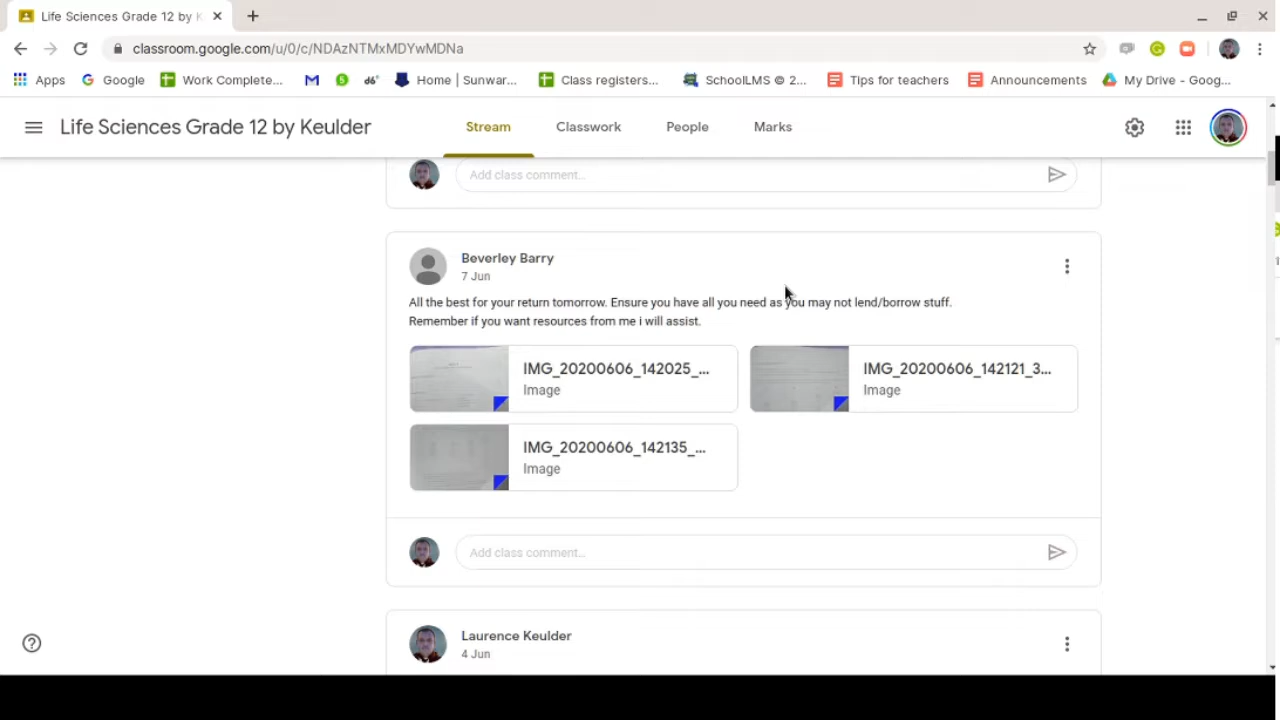 Life Sciences Grade 12 by K
classroom.google.com/u/0/c/NDAzNTMxMDYwMDNa
Apps
Google
Work Complete...
Home | Sunwar...
Class registers...
SchoolLMS © 2...
Tips for teachers
Announcements
My Drive - Goog...
Life Sciences Grade 12 by Keulder
Stream
Classwork
People
Marks
Add class comment...
Beverley Barry
7 Jun
All the best for your return tomorrow. Ensure you have all you need as you may not lend/borrow stuff.
Remember if you want resources from me i will assist.
IMG_20200606_142025_...
Image
IMG_20200606_142121_3...
Image
IMG_20200606_142135_...
Image
Add class comment...
Laurence Keulder
4 Jun